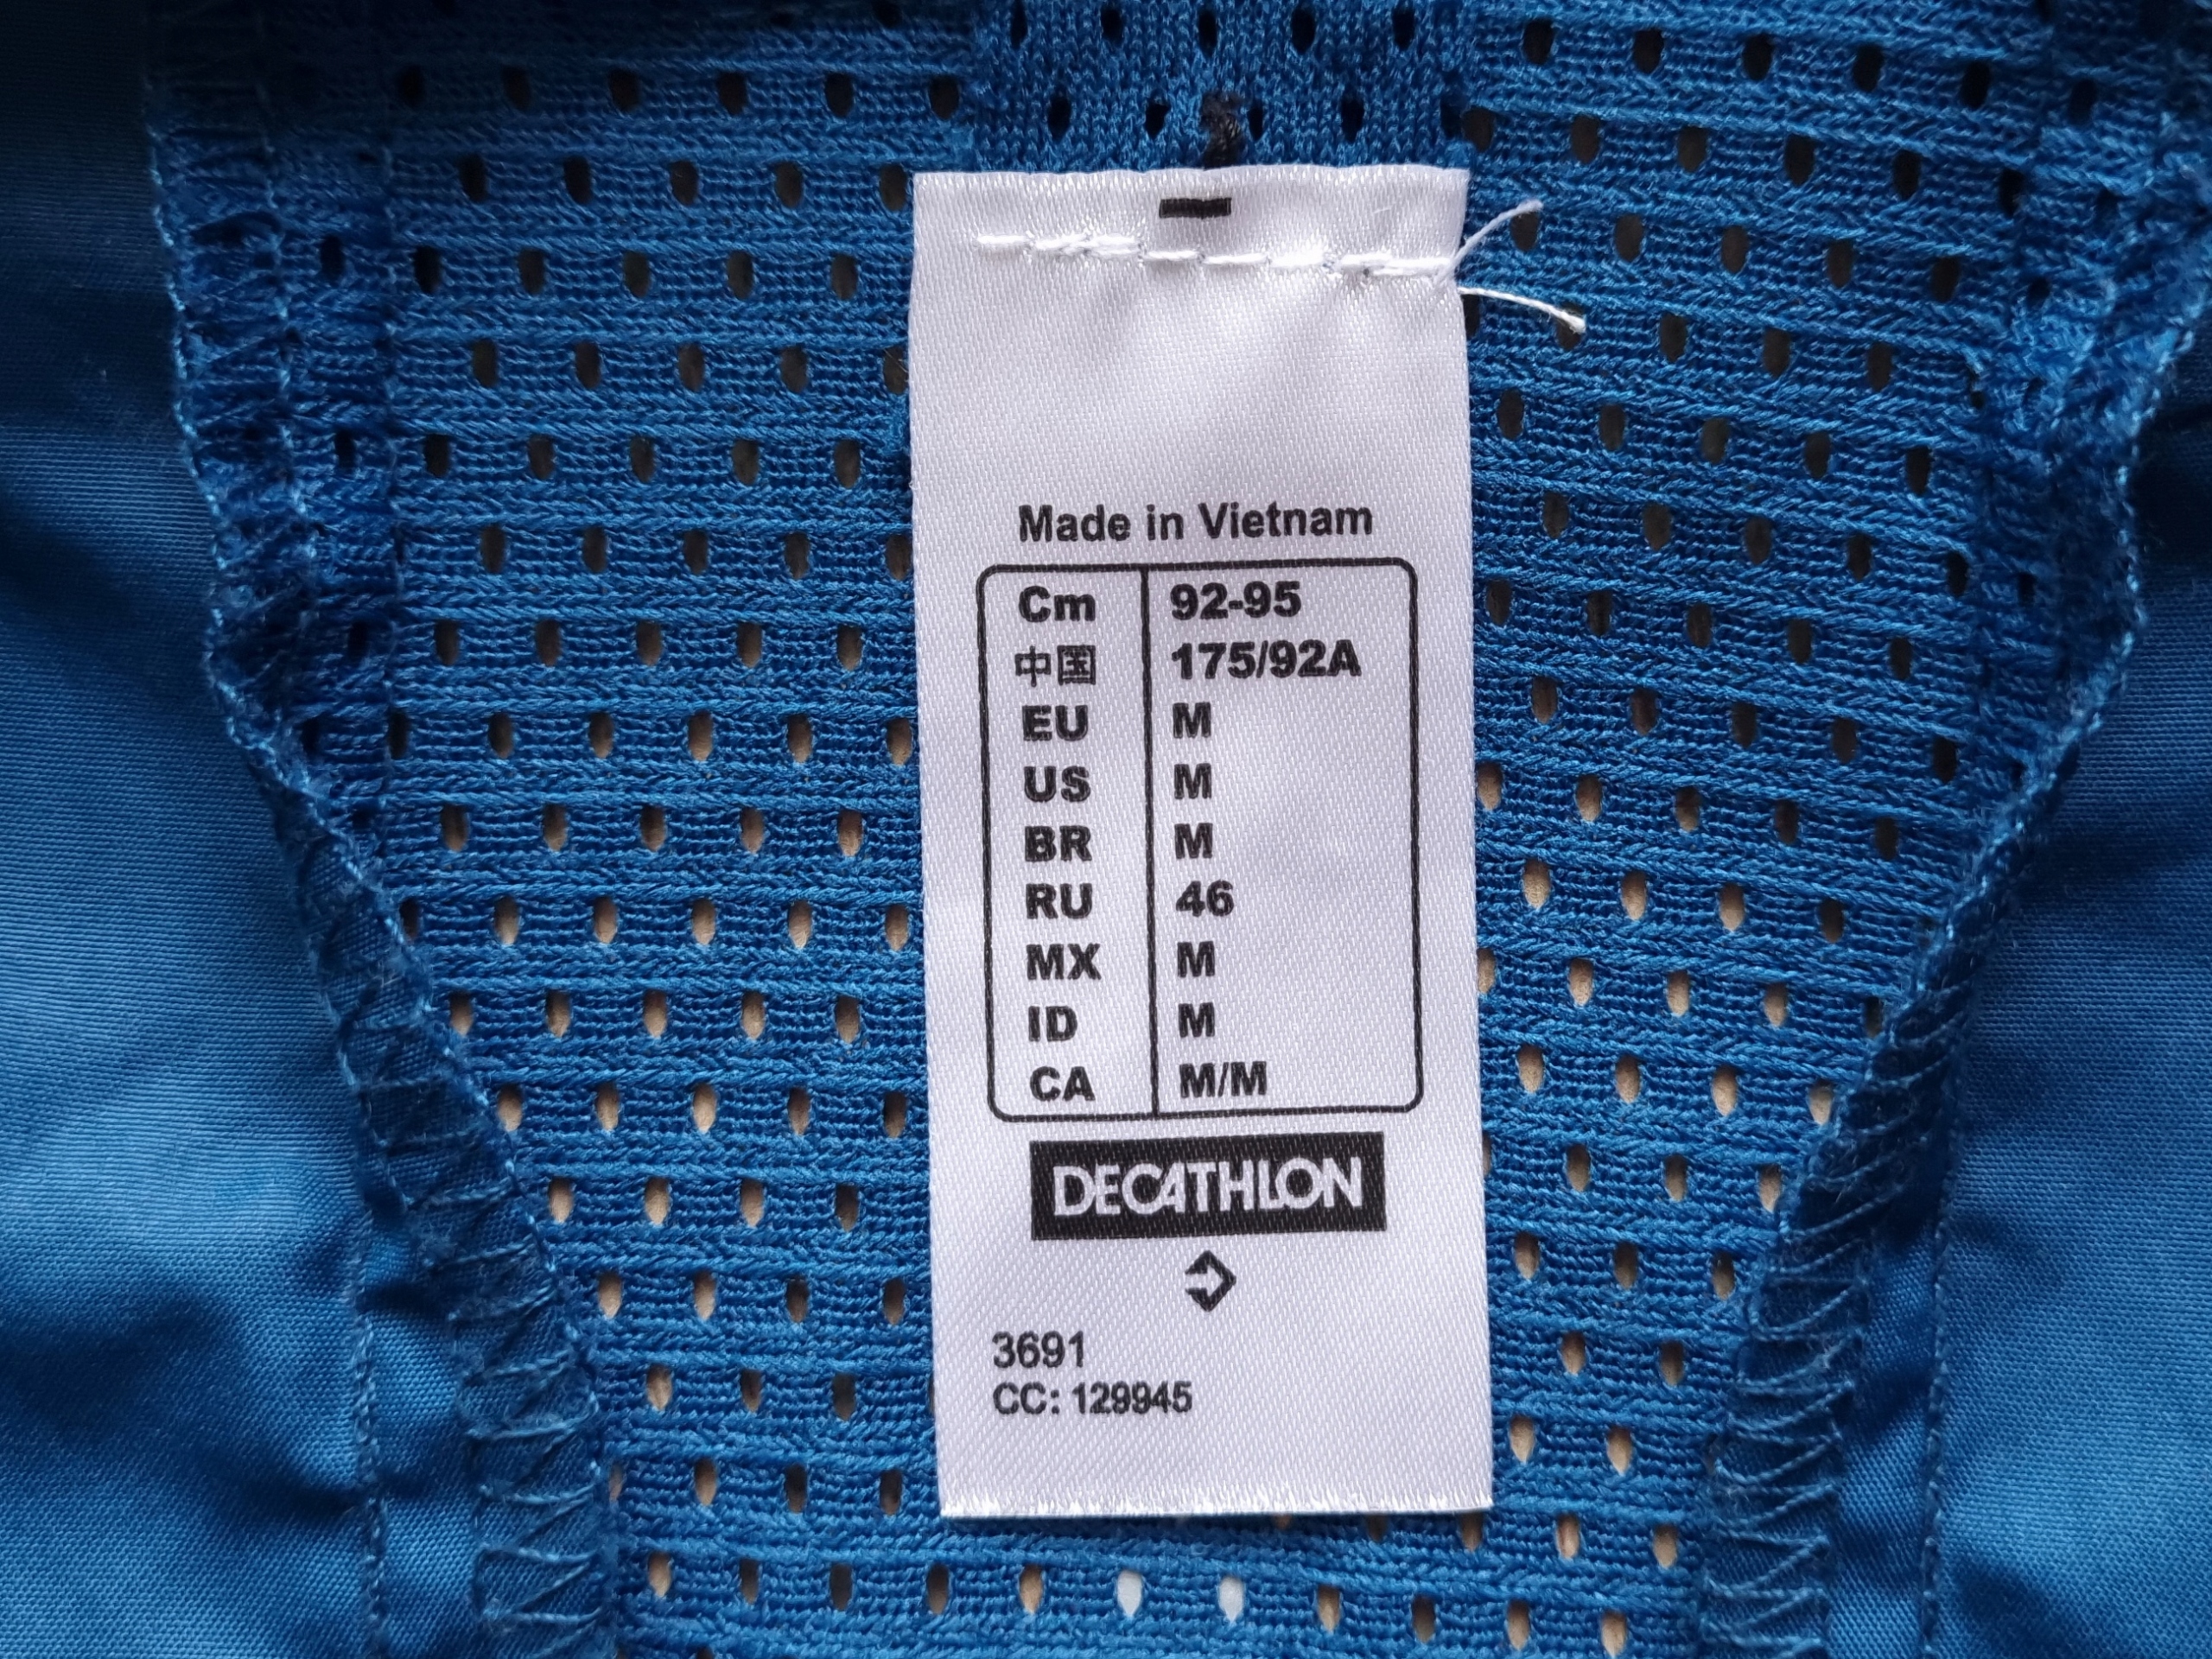 Made in Vietnam
Cm 92-95
中国 175/92A
EU M
US M
BR M
RU 46
MX M
ID M
CA M/M
DECATHLON
3691
CC: 129945